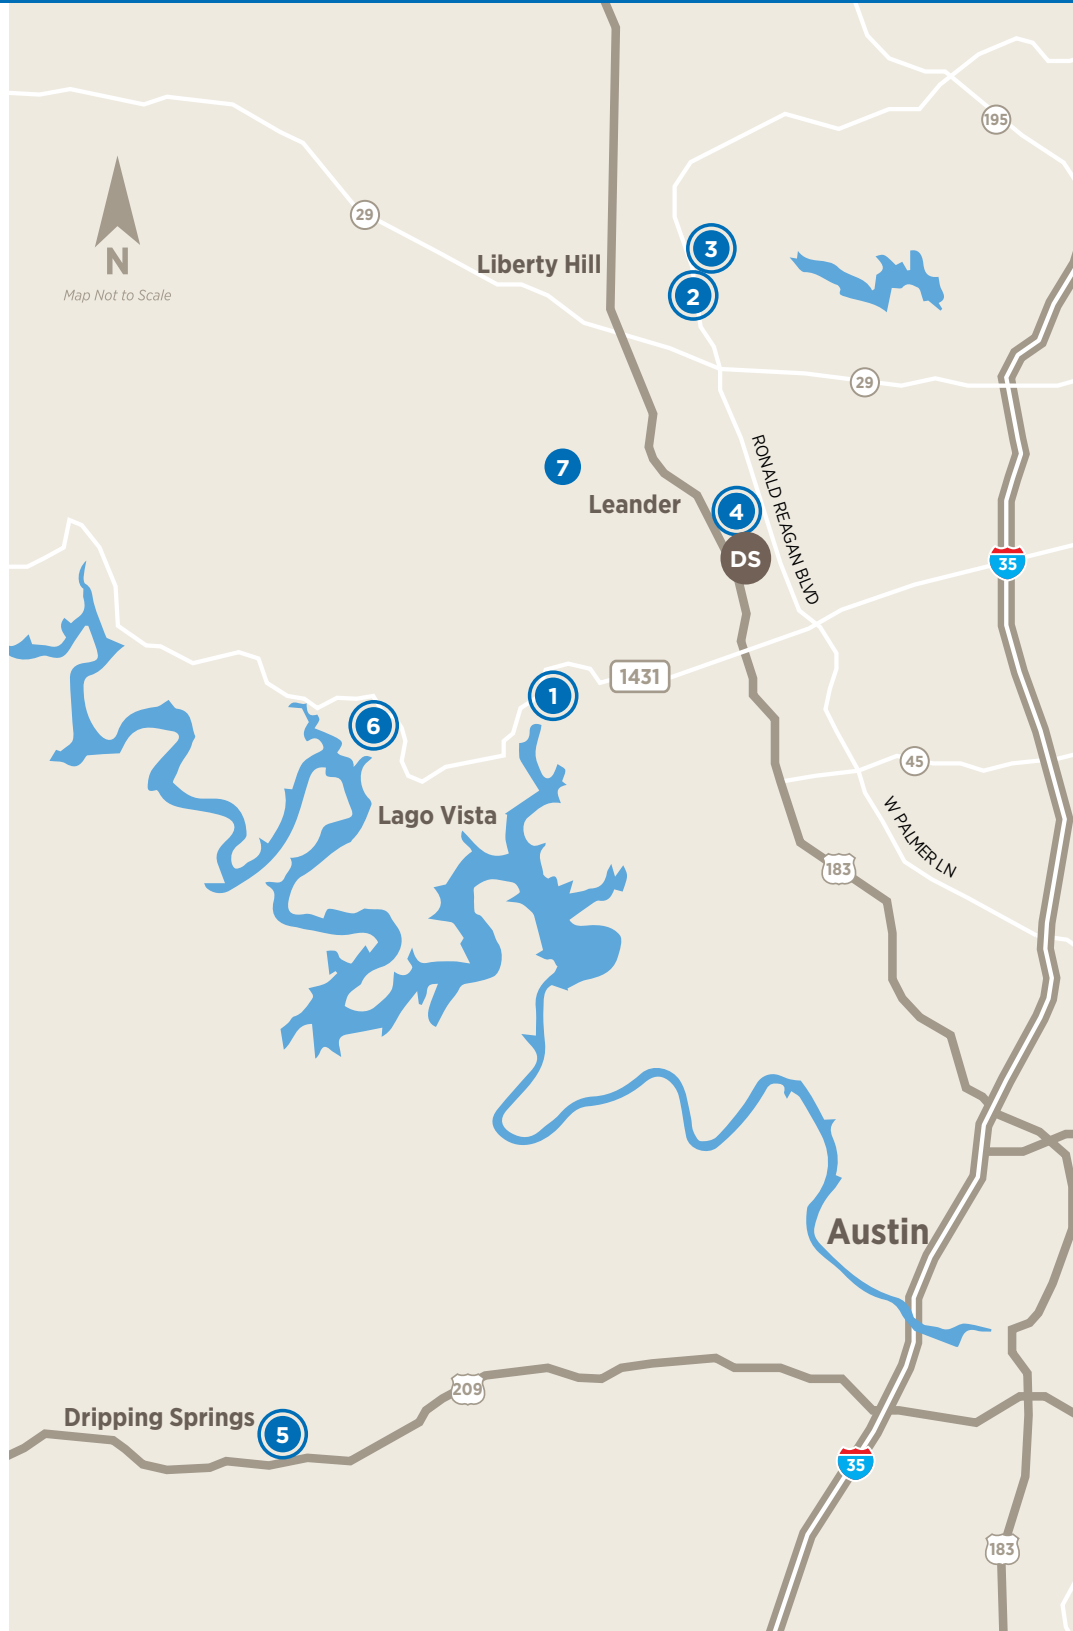 195
29
N
Map Not to Scale
Liberty Hill
3
2
29
RONALD REAGAN BLVD
7
Leander
4
DS
35
1431
1
6
45
Lago Vista
W PALMER LN
183
Austin
209
Dripping Springs
5
35
183